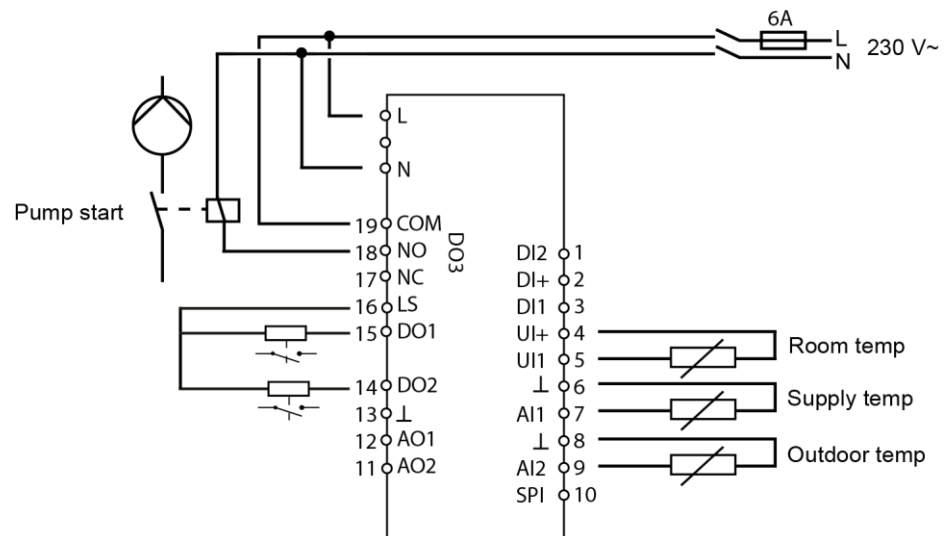 6A
L
230 V~
N
L
N
Pump start
19 COM
18 NO
17 NC
DO3
16 LS
15 DO1
14 DO2
13 ⊥
12 AO1
11 AO2
DI2 1
DI+ 2
DI1 3
UI+ 4
UI1 5
⊥ 6
AI1 7
⊥ 8
AI2 9
SPI 10
Room temp
Supply temp
Outdoor temp